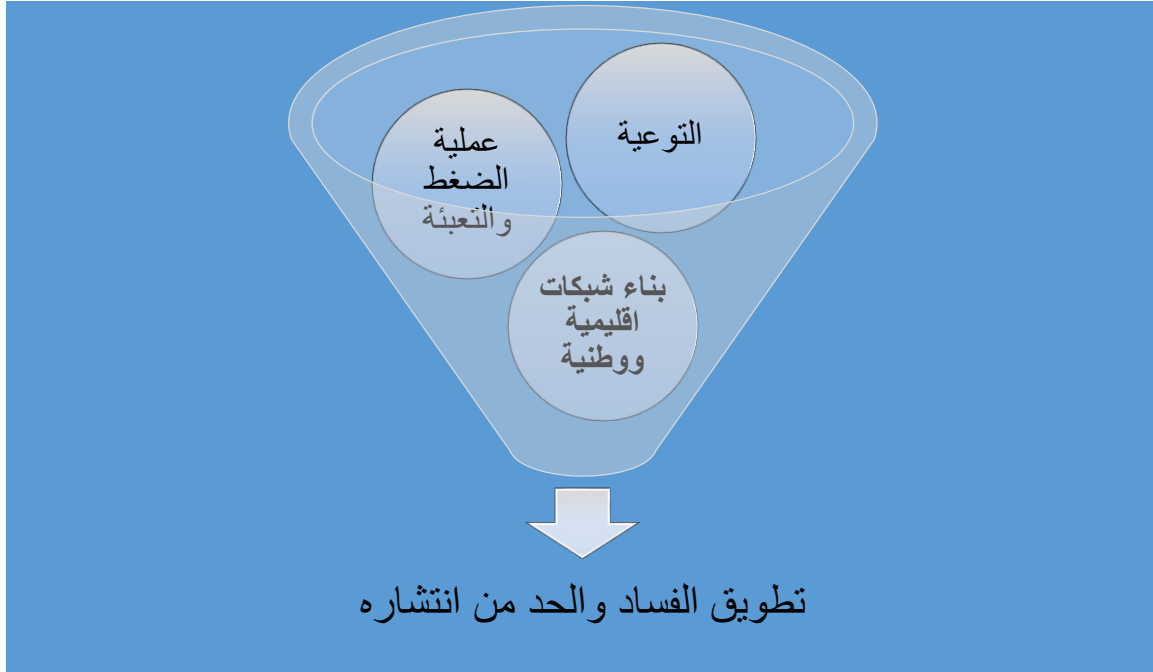 التوعية
عملية
الضغط
والتعبئة
بناء شبكات
اقليمية
ووطنية
تطويق الفساد والحد من انتشاره